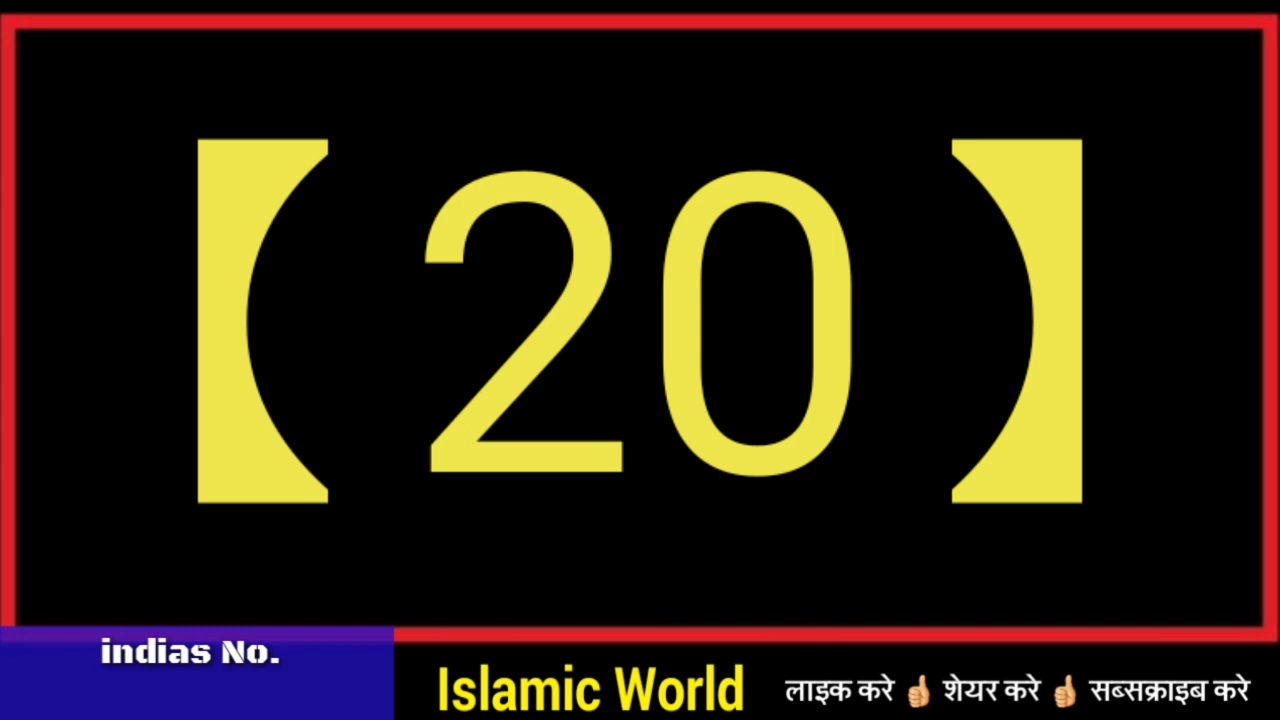 【20】
indias No.
Islamic World
लाइक करे 👍🏼 शेयर करे 👍🏼 सब्सक्राइब करे